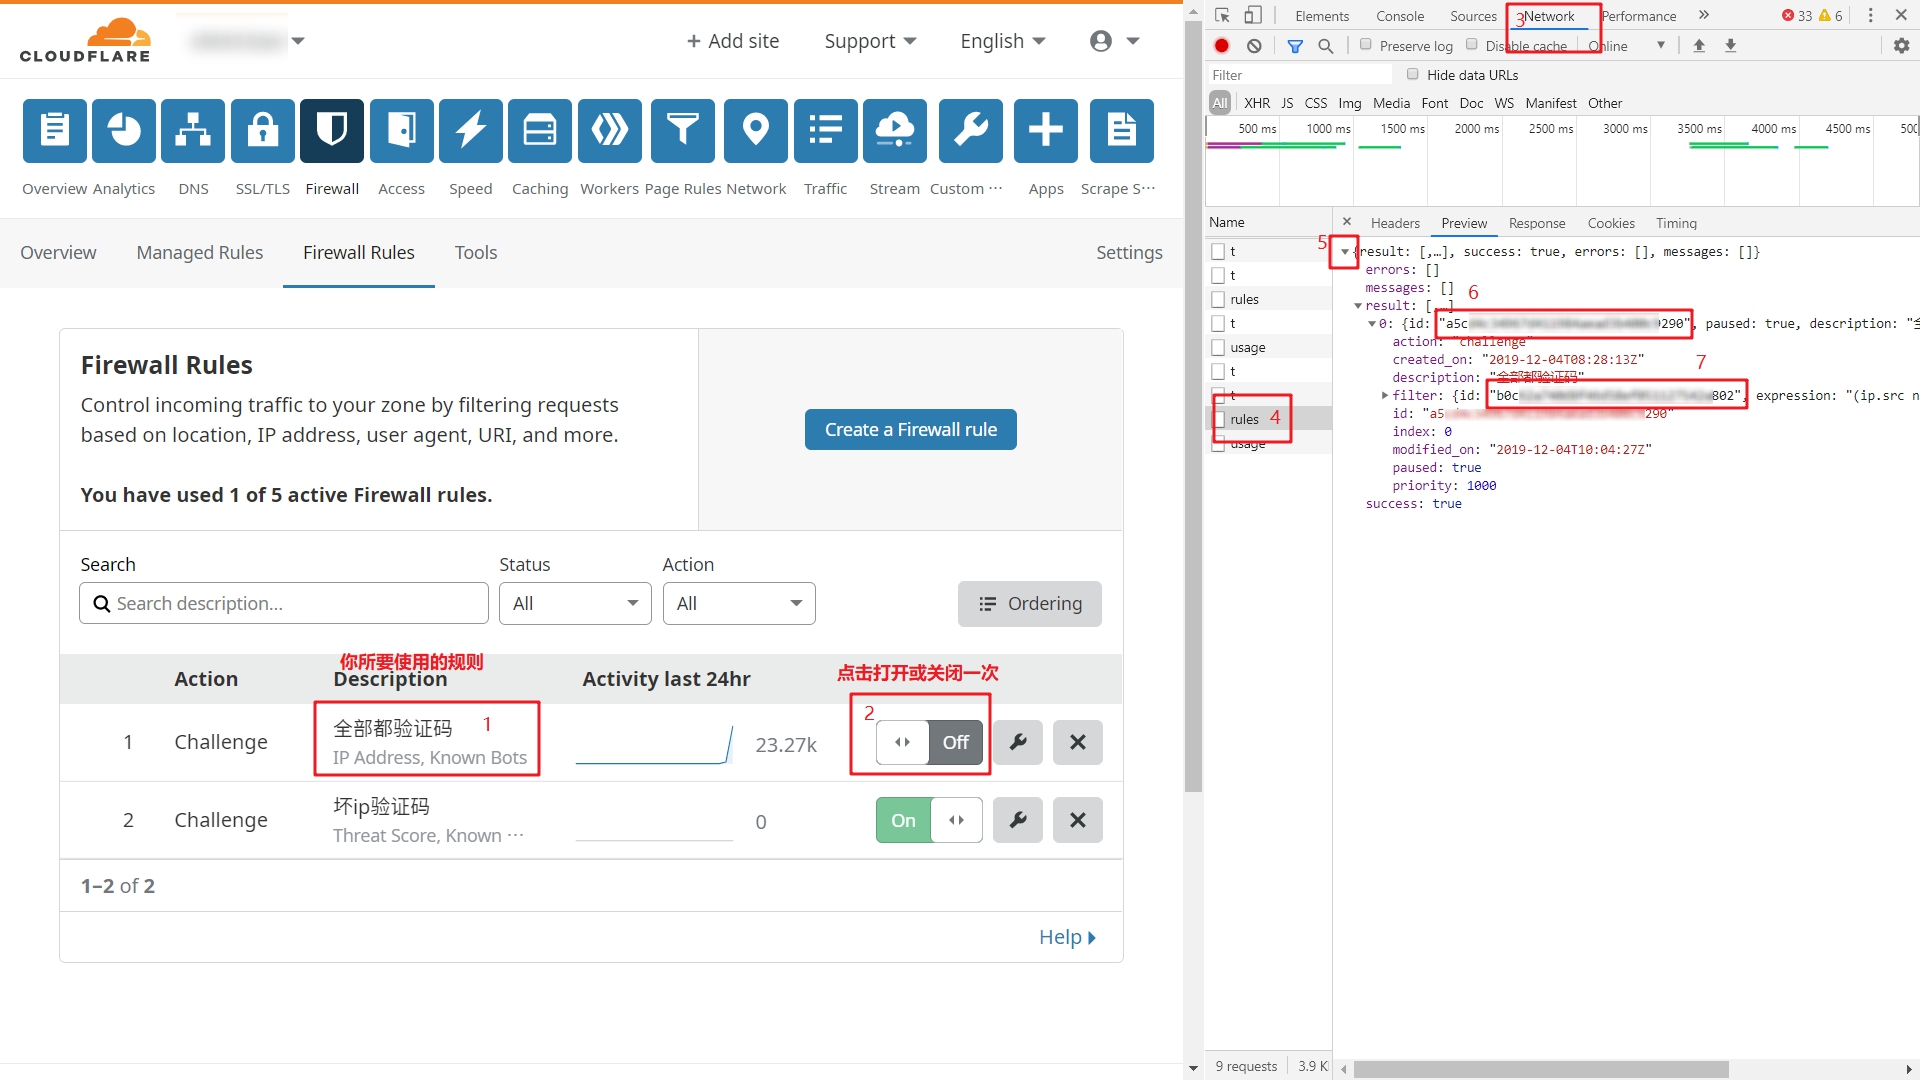 CLOUDFLARE
+ Add site
Support
English
Overview
Analytics
DNS
SSL/TLS
Firewall
Access
Speed
Caching
Workers
Page Rules
Network
Traffic
Stream
Custom ···
Apps
Scrape S···
Overview
Managed Rules
Firewall Rules
Tools
Settings
Firewall Rules
Control incoming traffic to your zone by filtering requests
based on location, IP address, user agent, URI, and more.
You have used 1 of 5 active Firewall rules.
Create a Firewall rule
Search
Status
Action
Search description...
All
All
Ordering
你所要使用的规则
点击打开或关闭一次
Action
Description
Activity last 24hr
1
Challenge
全部都验证码
1
IP Address, Known Bots
23.27k
2
Off
2
Challenge
坏ip验证码
Threat Score, Known ···
0
On
1–2 of 2
Help
Elements
Console
Sources
3
Network
Performance
33
6
Preserve log
Disable cache
Online
Filter
Hide data URLs
All
XHR
JS
CSS
Img
Media
Font
Doc
WS
Manifest
Other
500 ms
1000 ms
1500 ms
2000 ms
2500 ms
3000 ms
3500 ms
4000 ms
4500 ms
500
Name
t
t
rules
t
usage
t
t
rules
4
usage
9 requests
3.9 K
Headers
Preview
Response
Cookies
Timing
5
{result: [,…], success: true, errors: [], messages: []}
errors: []
messages: []
6
result: [,…]
0: {id: "a5c 290", paused: true, description: "全
action: "challenge"
created_on: "2019-12-04T08:28:13Z"
7
description: "全部都验证码"
filter: {id: "b0c 802", expression: "(ip.src n
id: "a5 290"
index: 0
modified_on: "2019-12-04T10:04:27Z"
paused: true
priority: 1000
success: true